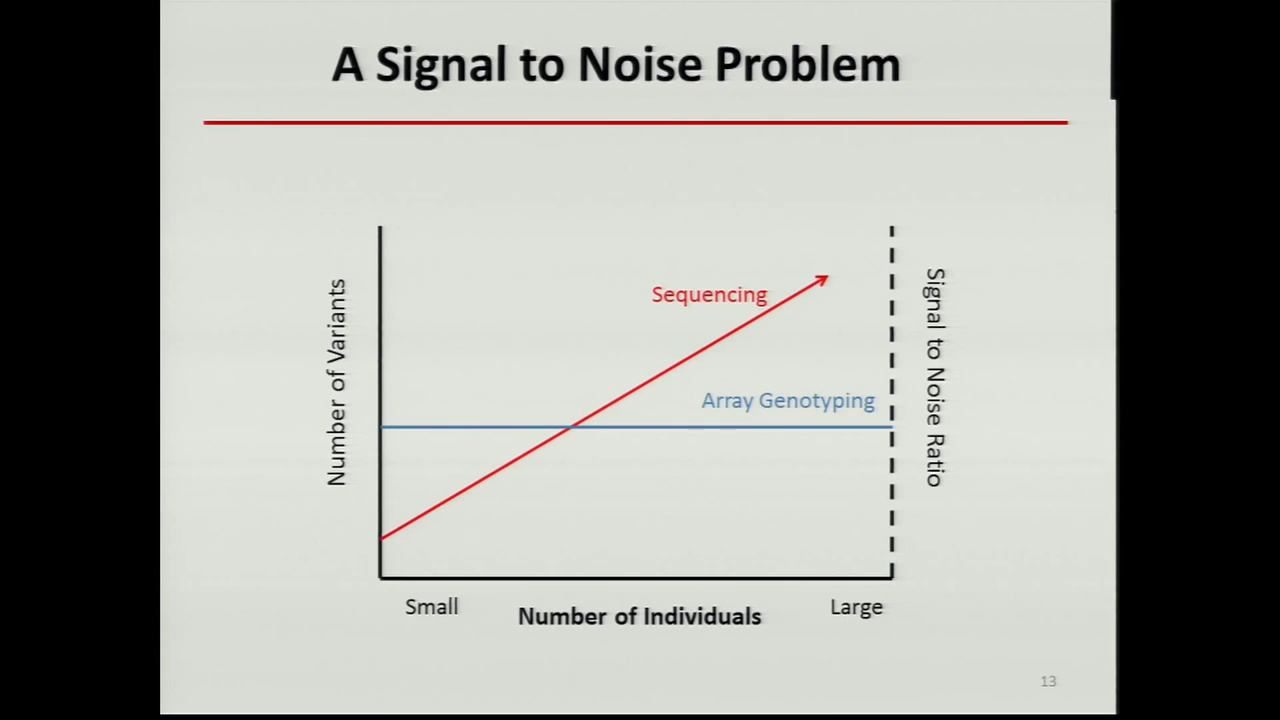 A Signal to Noise Problem
Sequencing
Array Genotyping
Number of Variants
Signal to Noise Ratio
Small
Number of Individuals
Large
13